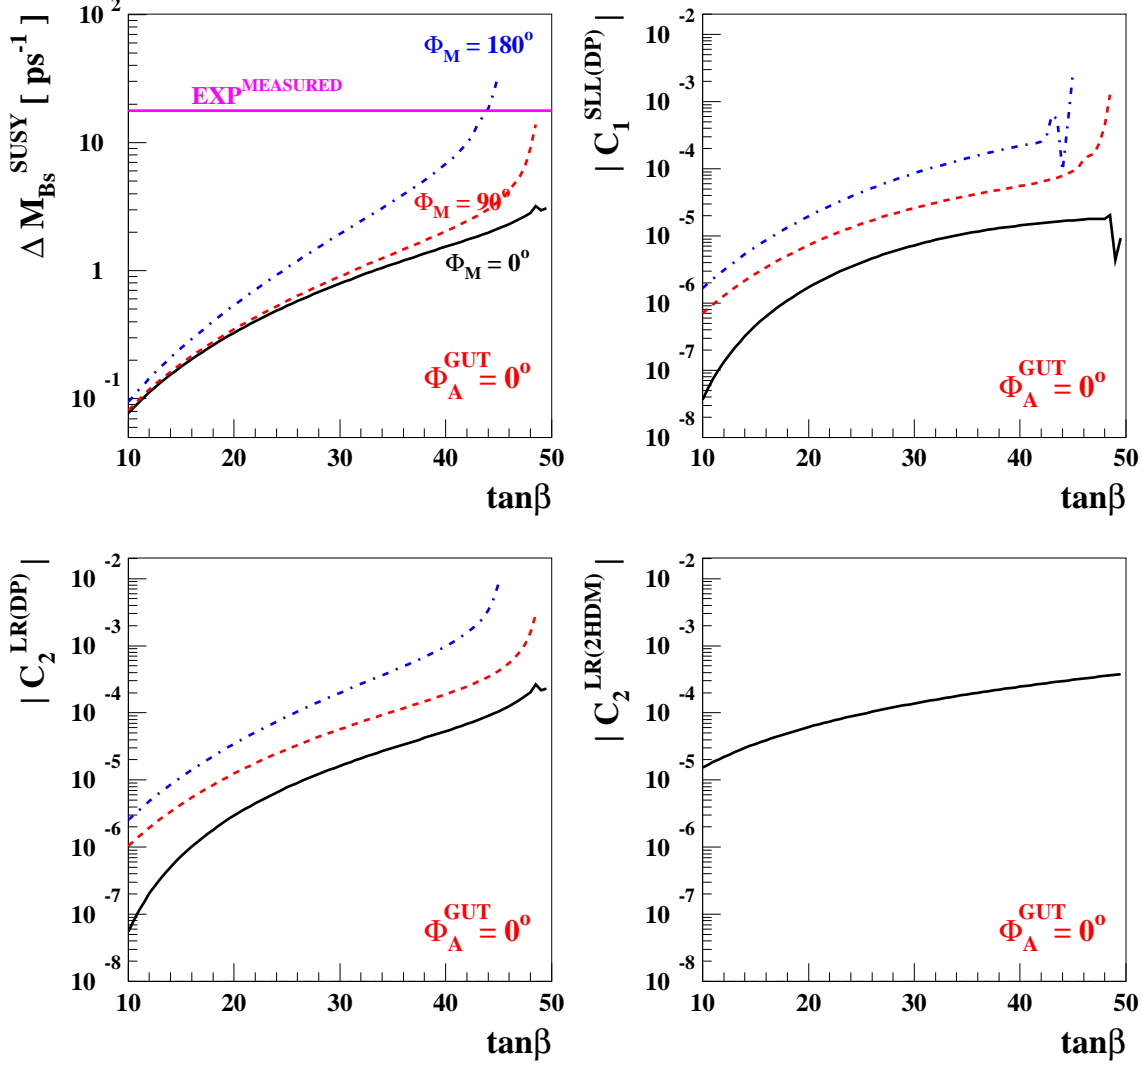 Δ M_Bs^SUSY [ ps^-1 ]
10^2
10
1
10^-1
EXP^MEASURED
Φ_M = 180°
Φ_M = 90°
Φ_M = 0°
Φ_A^GUT = 0°
10 20 30 40 50
tanβ
| C_1^SLL(DP) |
10^-2
10^-3
10^-4
10^-5
10^-6
10^-7
10^-8
Φ_A^GUT = 0°
10 20 30 40 50
tanβ
| C_2^LR(DP) |
10^-2
10^-3
10^-4
10^-5
10^-6
10^-7
10^-8
Φ_A^GUT = 0°
10 20 30 40 50
tanβ
| C_2^LR(2HDM) |
10^-2
10^-3
10^-4
10^-5
10^-6
10^-7
10^-8
Φ_A^GUT = 0°
10 20 30 40 50
tanβ